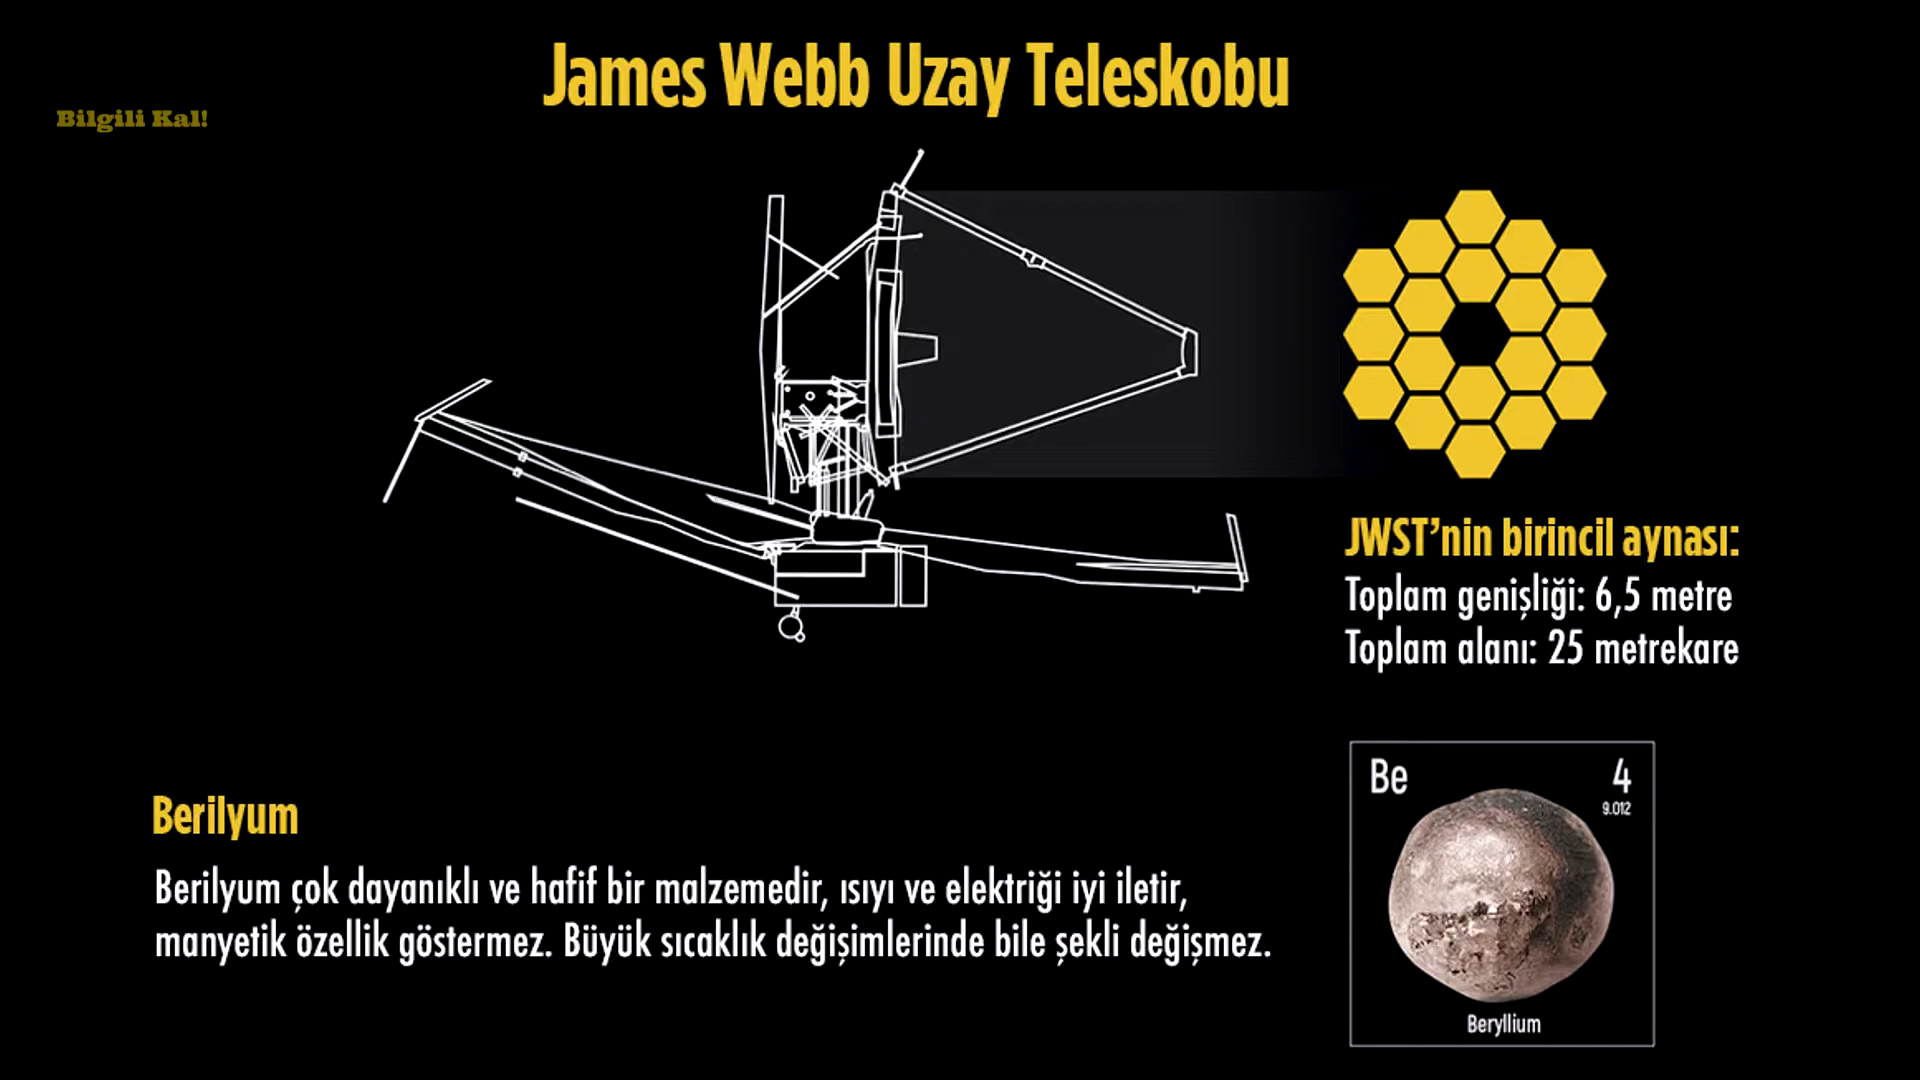 James Webb Uzay Teleskobu
Bilgili Kal!
JWST'nin birincil aynası:
Toplam genişliği: 6,5 metre
Toplam alanı: 25 metrekare
Berilyum
Berilyum çok dayanıklı ve hafif bir malzemedir, ısıyı ve elektriği iyi iletir,
manyetik özellik göstermez. Büyük sıcaklık değişimlerinde bile şekli değişmez.
Be 4
9.012
Beryllium